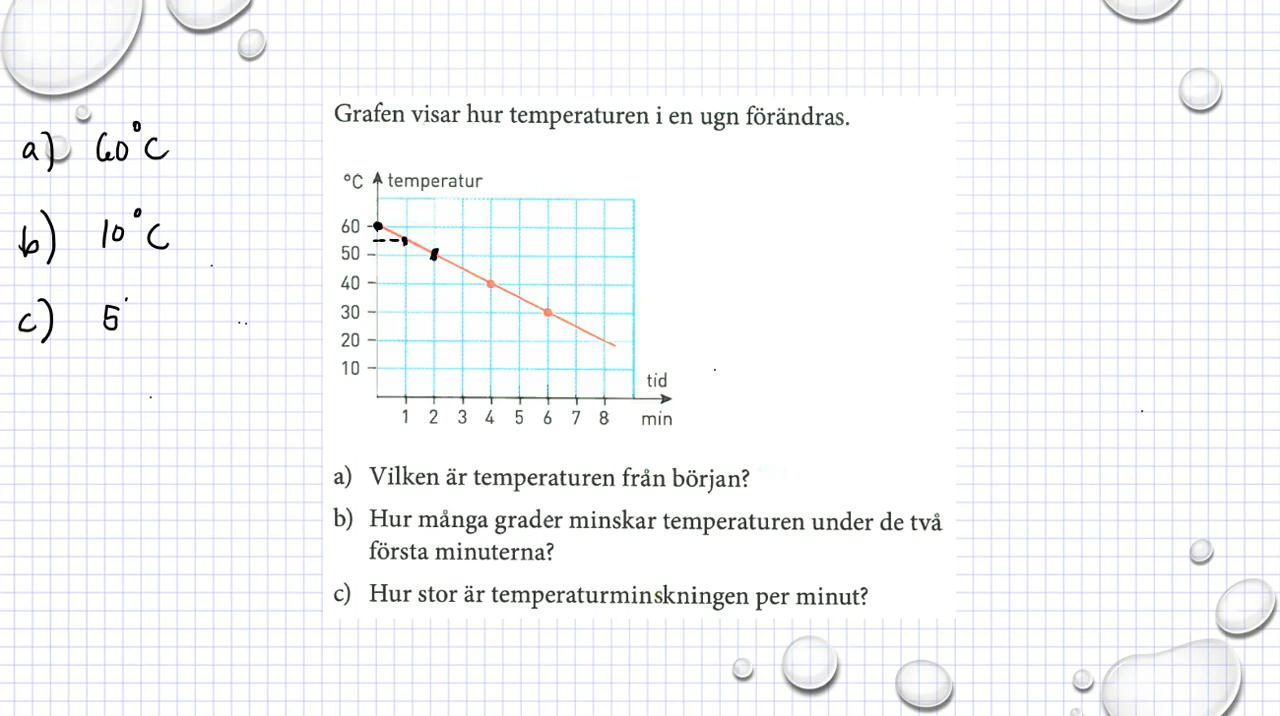 a) 60°C
b) 10°C
c) 5
Grafen visar hur temperaturen i en ugn förändras.
°C temperatur
60
50
40
30
20
10
tid
1 2 3 4 5 6 7 8 min
a) Vilken är temperaturen från början?
b) Hur många grader minskar temperaturen under de två
första minuterna?
c) Hur stor är temperaturminskningen per minut?